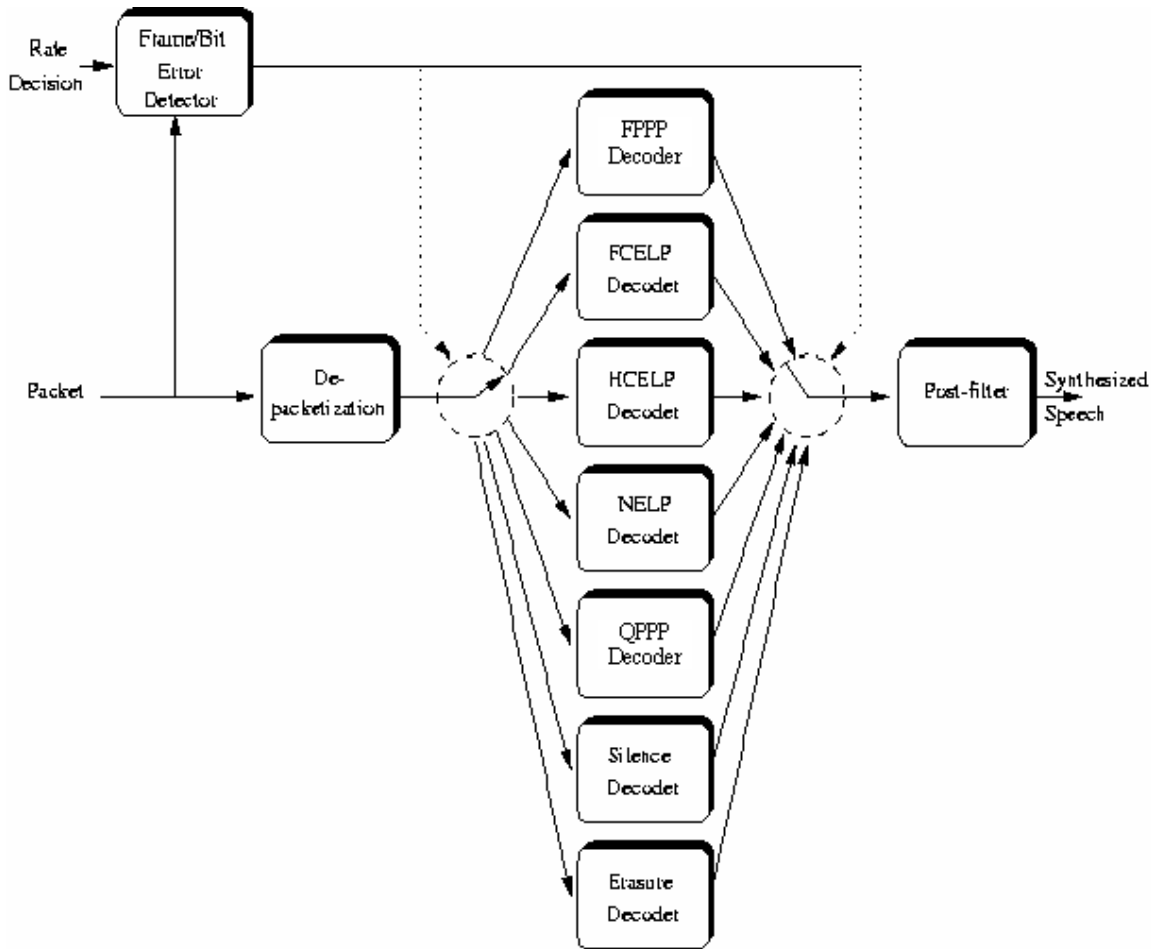 Rate
Decision
Frame/Bit
Error
Detector
FPPP
Decoder
FCELP
Decoder
Packet
De-
packetization
HCELP
Decoder
Post-filter
Synthesized
Speech
NELP
Decoder
QPPP
Decoder
Silence
Decoder
Erasure
Decoder